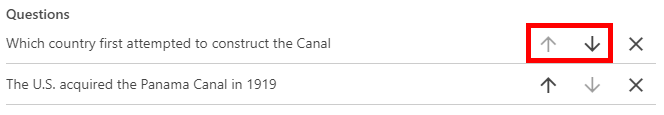 Questions
Which country first attempted to construct the Canal
The U.S. acquired the Panama Canal in 1919